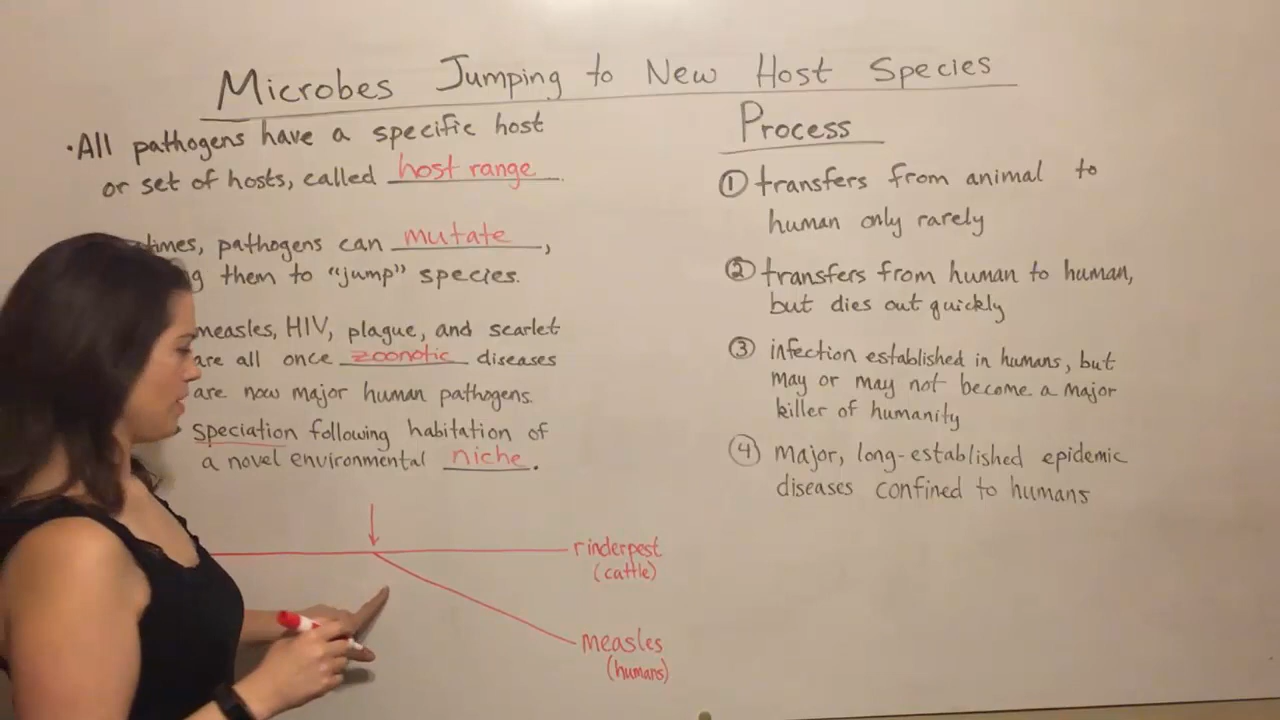 Microbes Jumping to New Host Species
• All pathogens have a specific host
or set of hosts, called host range.
times, pathogens can mutate,
g them to "jump" species.
measles, HIV, plague, and scarlet
are all once zoonotic diseases
are now major human pathogens.
• speciation following habitation of
a novel environmental niche.
rinderpest
(cattle)
measles
(humans)
Process
① transfers from animal to
human only rarely
② transfers from human to human,
but dies out quickly
③ infection established in humans, but
may or may not become a major
killer of humanity
④ major, long-established epidemic
diseases confined to humans